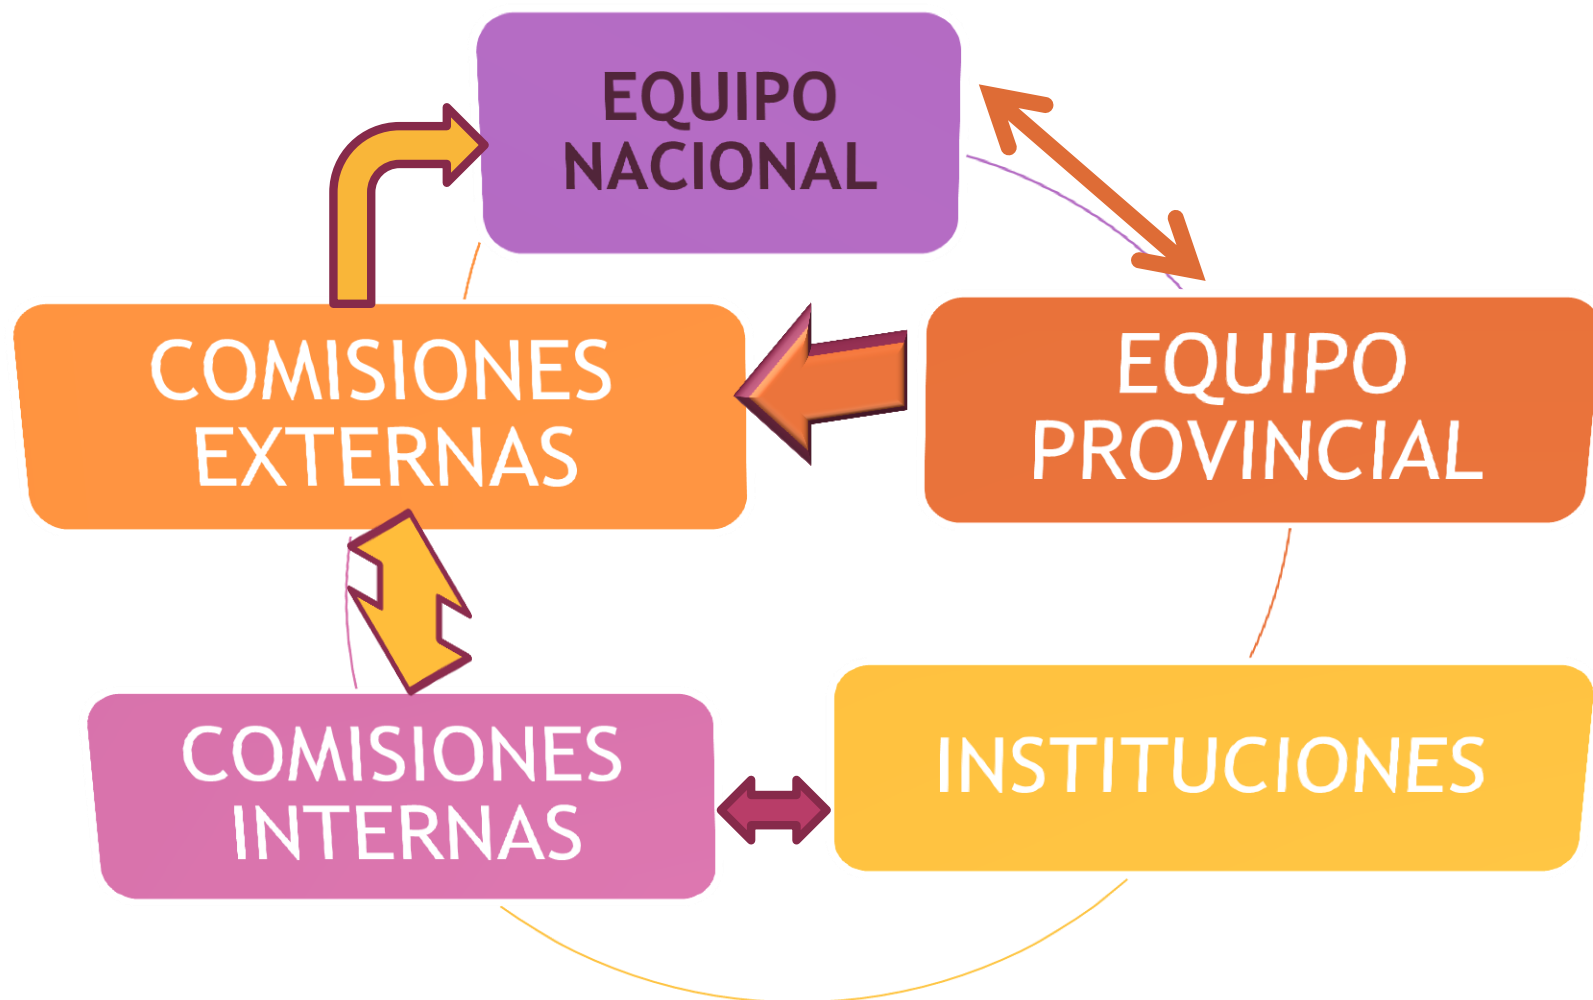 EQUIPO
NACIONAL
COMISIONES
EXTERNAS
EQUIPO
PROVINCIAL
COMISIONES
INTERNAS
INSTITUCIONES